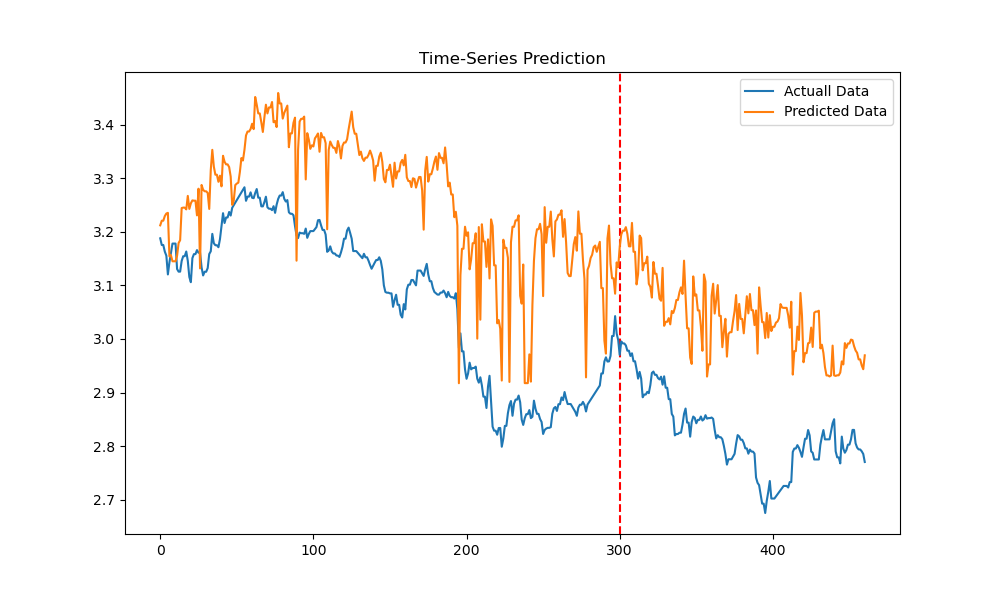 Time-Series Prediction
Actuall Data
Predicted Data
3.4
3.3
3.2
3.1
3.0
2.9
2.8
2.7
0 100 200 300 400